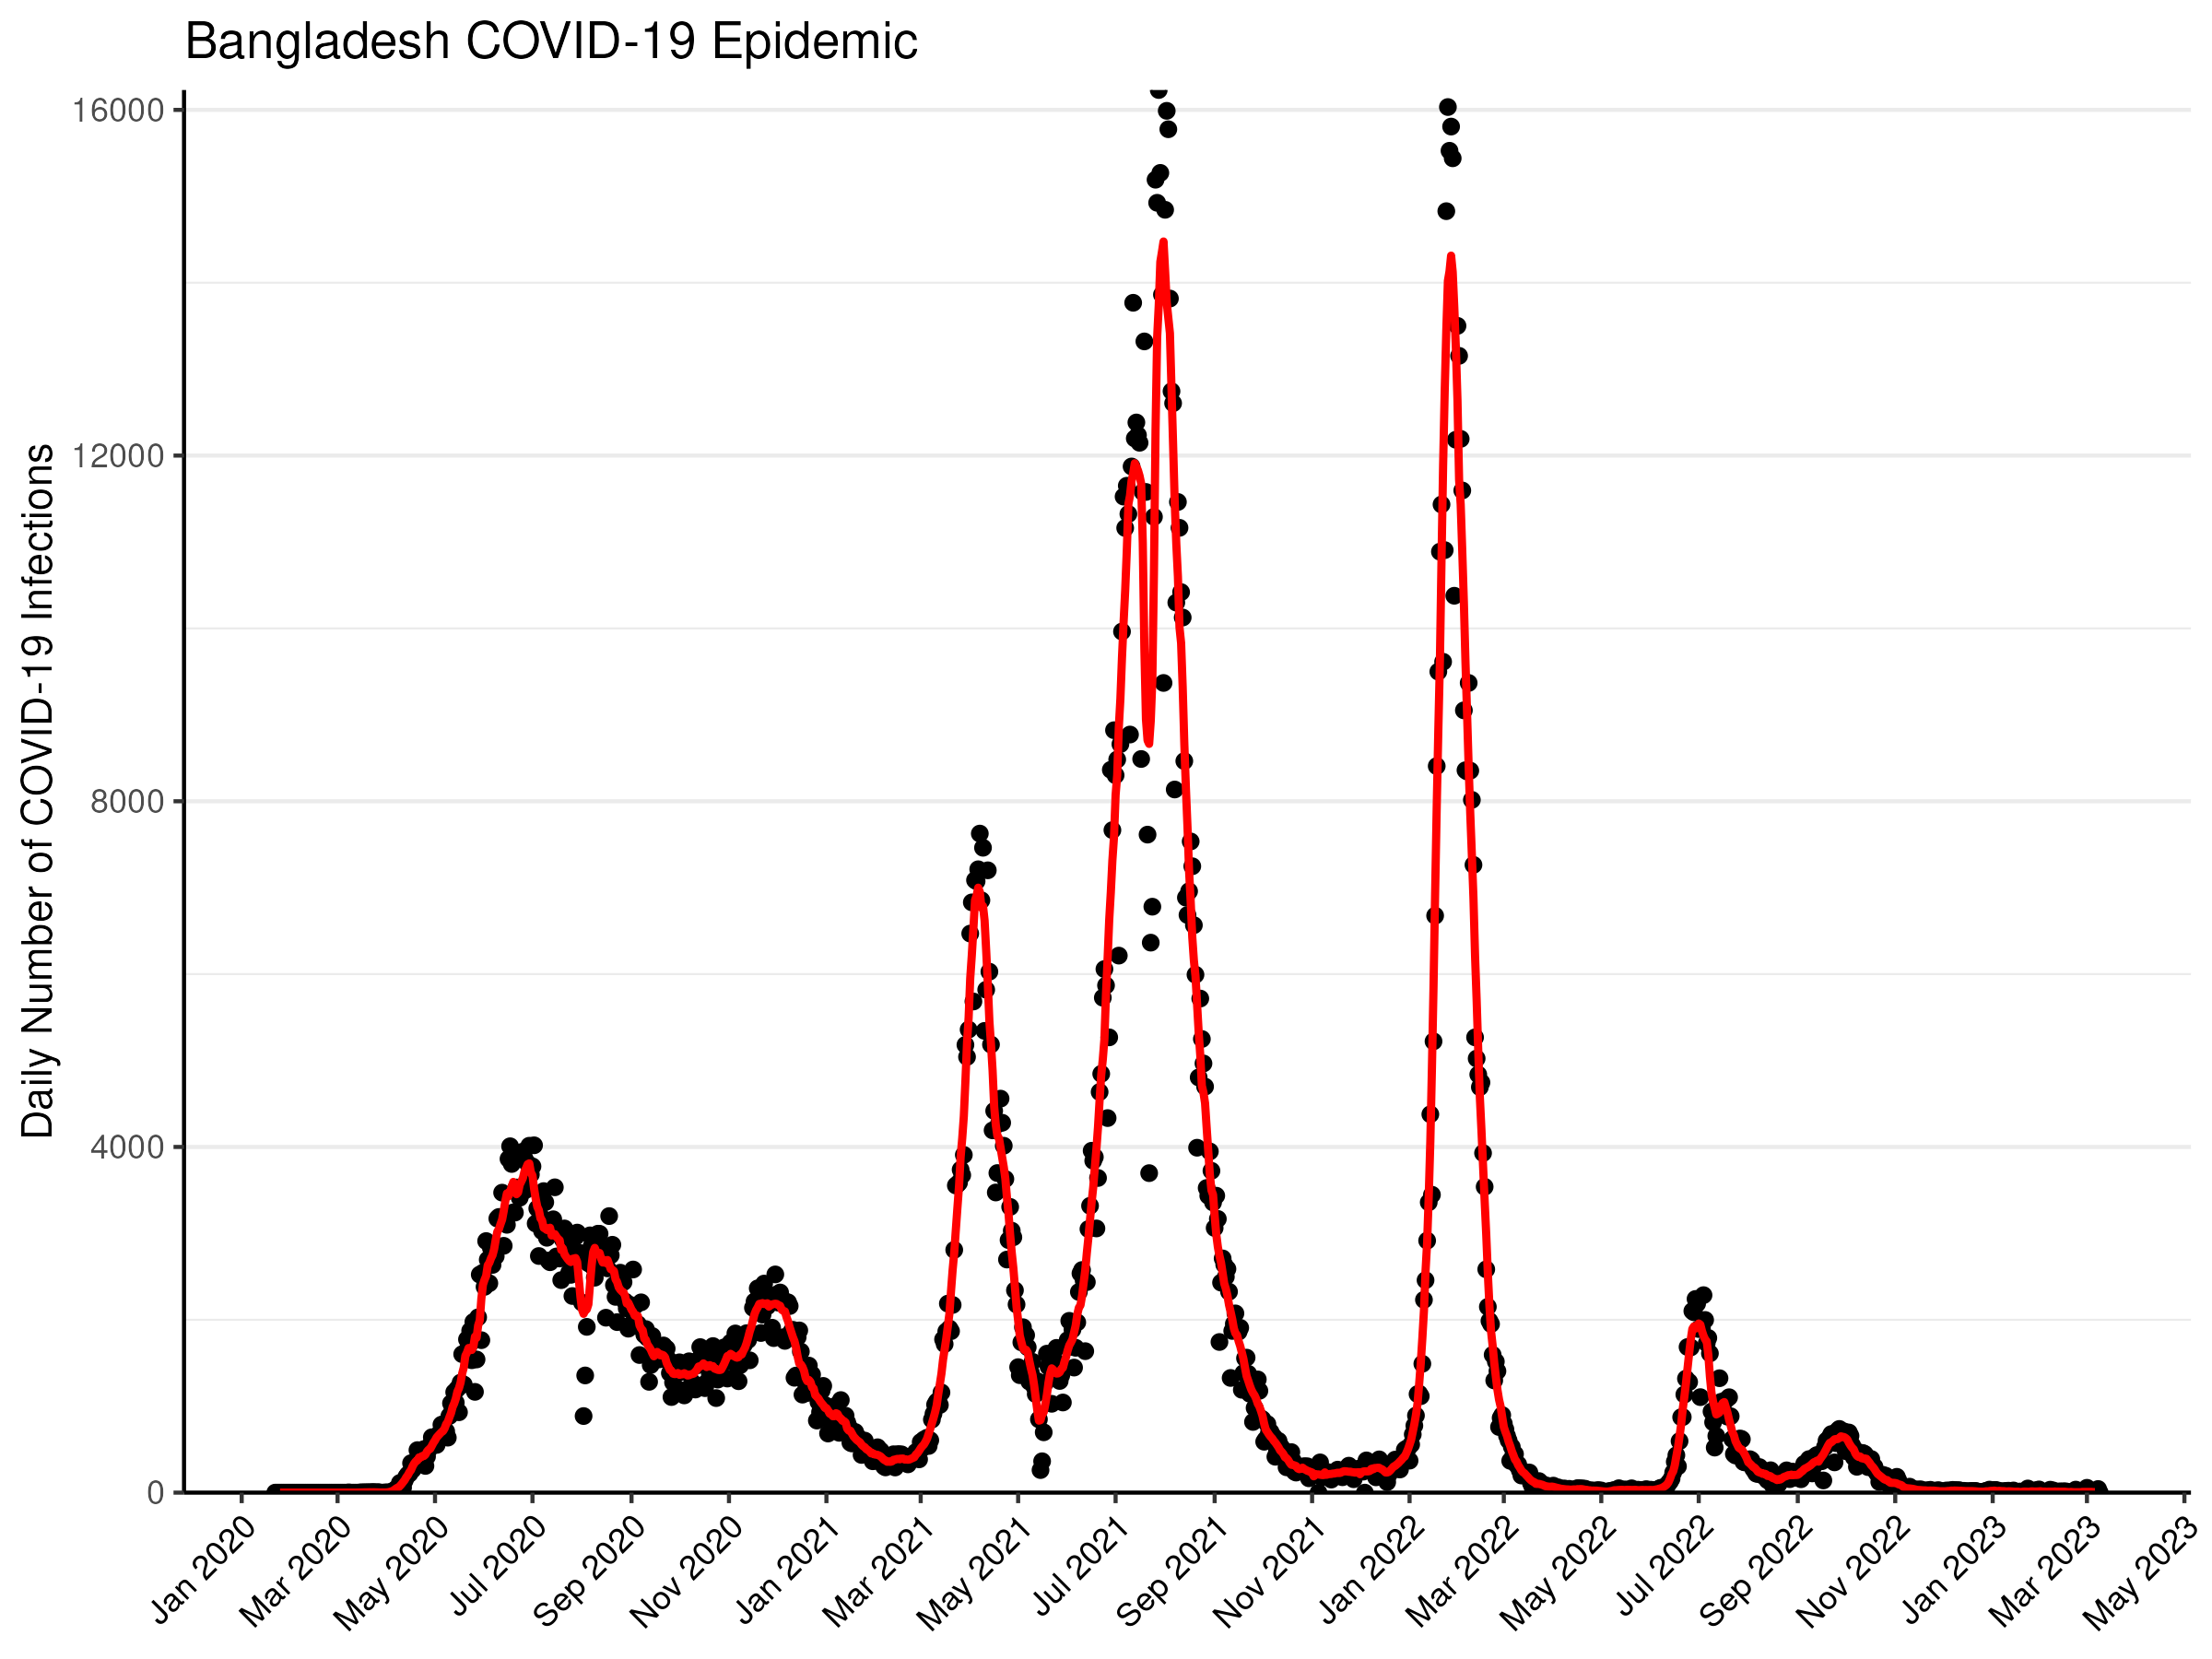 Bangladesh COVID-19 Epidemic
Daily Number of COVID-19 Infections
16000
12000
8000
4000
0
Jan 2020
Mar 2020
May 2020
Jul 2020
Sep 2020
Nov 2020
Jan 2021
Mar 2021
May 2021
Jul 2021
Sep 2021
Nov 2021
Jan 2022
Mar 2022
May 2022
Jul 2022
Sep 2022
Nov 2022
Jan 2023
Mar 2023
May 2023